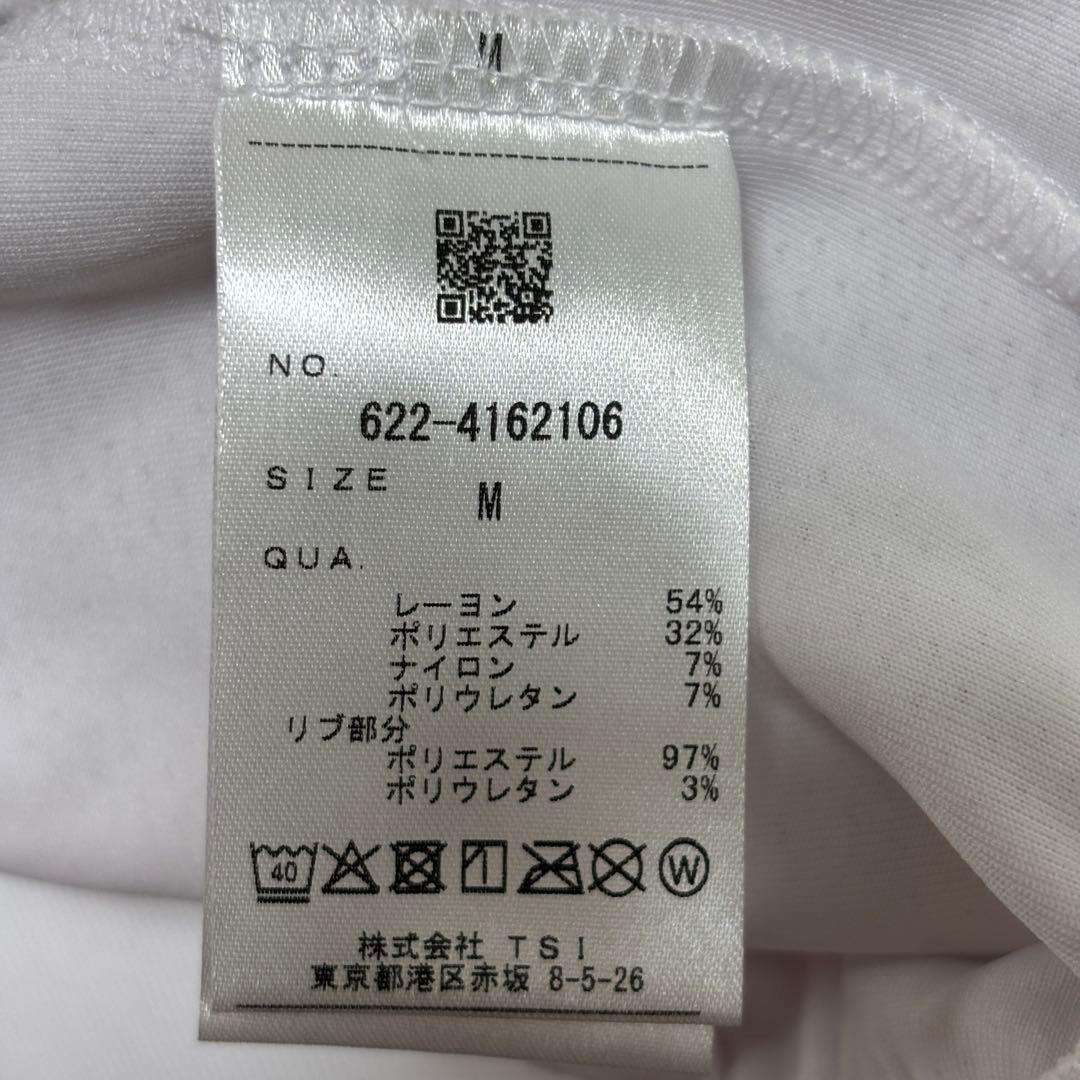 M
NO.
622-4162106
SIZE
M
QUA.
レーヨン 54%
ポリエステル 32%
ナイロン 7%
ポリウレタン 7%
リブ部分
ポリエステル 97%
ポリウレタン 3%
40
W
株式会社 TSI
東京都港区赤坂 8-5-26